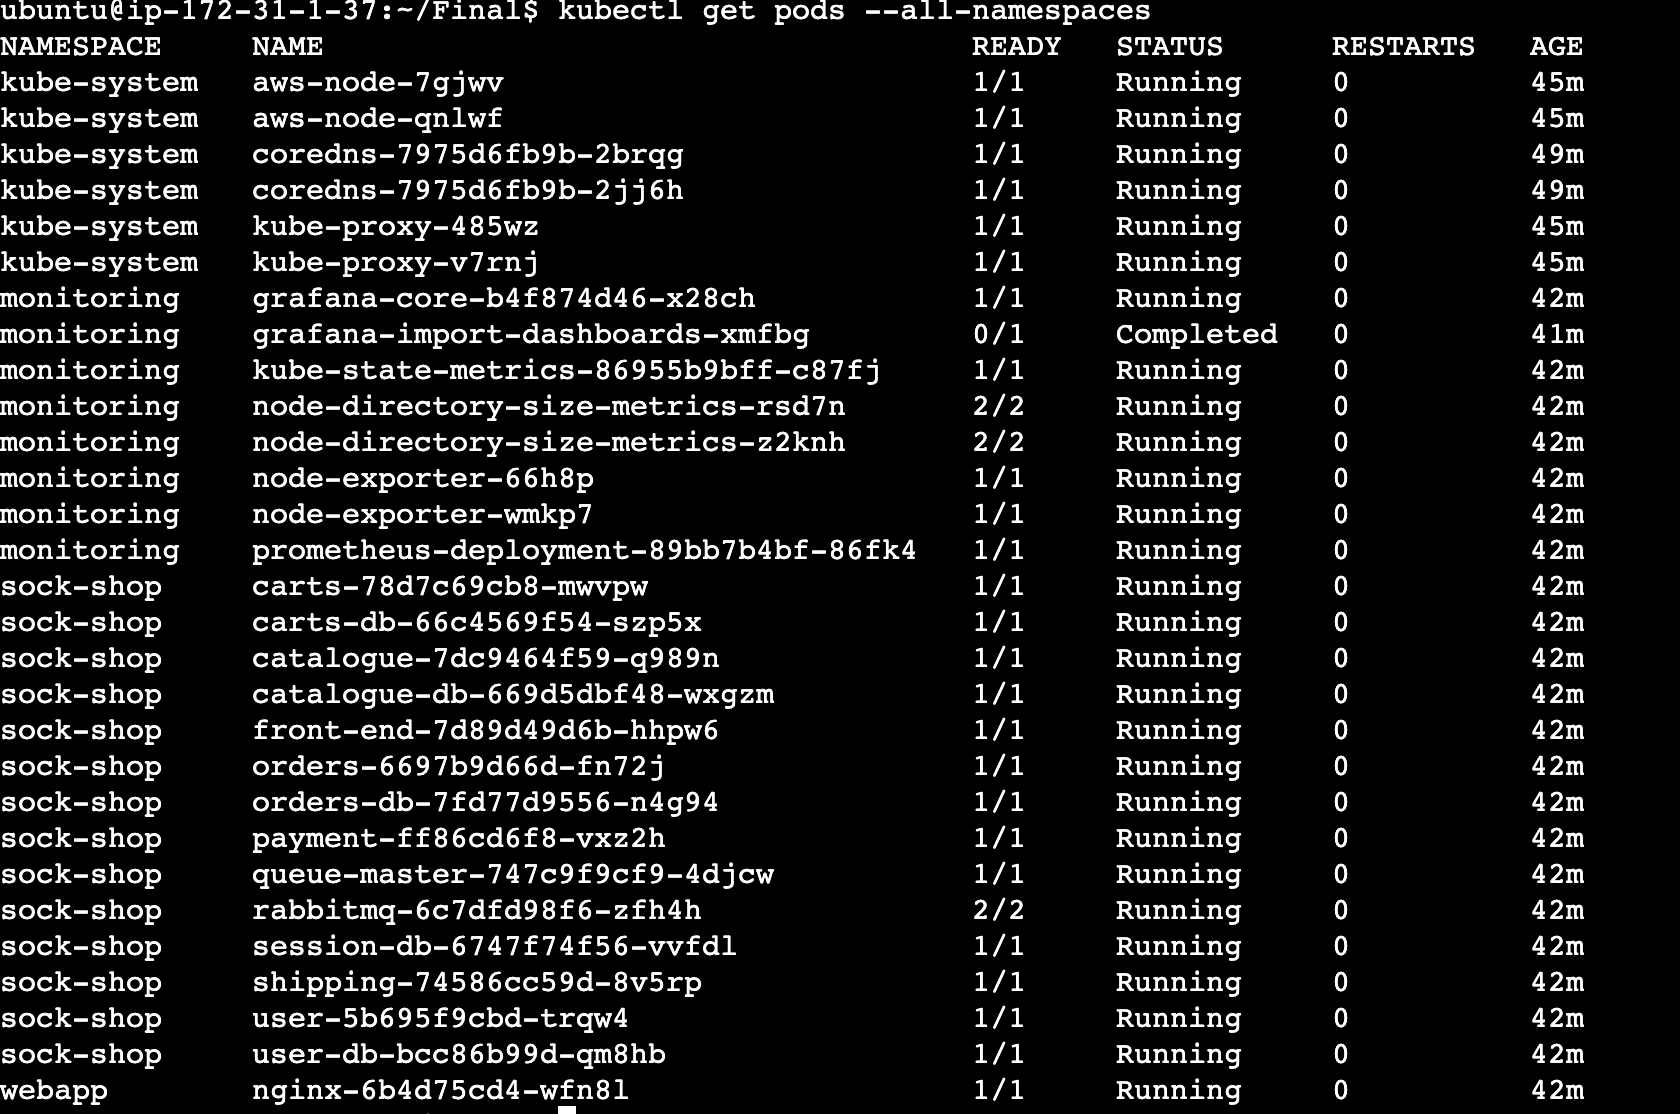 ubuntu@ip-172-31-1-37:~/Final$ kubectl get pods --all-namespaces
NAMESPACE     NAME                                    READY   STATUS      RESTARTS   AGE
kube-system   aws-node-7gjwv                          1/1     Running     0          45m
kube-system   aws-node-qnlwf                          1/1     Running     0          45m
kube-system   coredns-7975d6fb9b-2brqg                1/1     Running     0          49m
kube-system   coredns-7975d6fb9b-2jj6h                1/1     Running     0          49m
kube-system   kube-proxy-485wz                        1/1     Running     0          45m
kube-system   kube-proxy-v7rnj                        1/1     Running     0          45m
monitoring    grafana-core-b4f874d46-x28ch            1/1     Running     0          42m
monitoring    grafana-import-dashboards-xmfbg         0/1     Completed   0          41m
monitoring    kube-state-metrics-86955b9bff-c87fj     1/1     Running     0          42m
monitoring    node-directory-size-metrics-rsd7n       2/2     Running     0          42m
monitoring    node-directory-size-metrics-z2knh       2/2     Running     0          42m
monitoring    node-exporter-66h8p                     1/1     Running     0          42m
monitoring    node-exporter-wmkp7                     1/1     Running     0          42m
monitoring    prometheus-deployment-89bb7b4bf-86fk4   1/1     Running     0          42m
sock-shop     carts-78d7c69cb8-mwvpw                  1/1     Running     0          42m
sock-shop     carts-db-66c4569f54-szp5x               1/1     Running     0          42m
sock-shop     catalogue-7dc9464f59-q989n              1/1     Running     0          42m
sock-shop     catalogue-db-669d5dbf48-wxgzm           1/1     Running     0          42m
sock-shop     front-end-7d89d49d6b-hhpw6              1/1     Running     0          42m
sock-shop     orders-6697b9d66d-fn72j                 1/1     Running     0          42m
sock-shop     orders-db-7fd77d9556-n4g94              1/1     Running     0          42m
sock-shop     payment-ff86cd6f8-vxz2h                 1/1     Running     0          42m
sock-shop     queue-master-747c9f9cf9-4djcw           1/1     Running     0          42m
sock-shop     rabbitmq-6c7dfd98f6-zfh4h               2/2     Running     0          42m
sock-shop     session-db-6747f74f56-vvfdl             1/1     Running     0          42m
sock-shop     shipping-74586cc59d-8v5rp               1/1     Running     0          42m
sock-shop     user-5b695f9cbd-trqw4                   1/1     Running     0          42m
sock-shop     user-db-bcc86b99d-qm8hb                 1/1     Running     0          42m
webapp        nginx-6b4d75cd4-wfn8l                   1/1     Running     0          42m